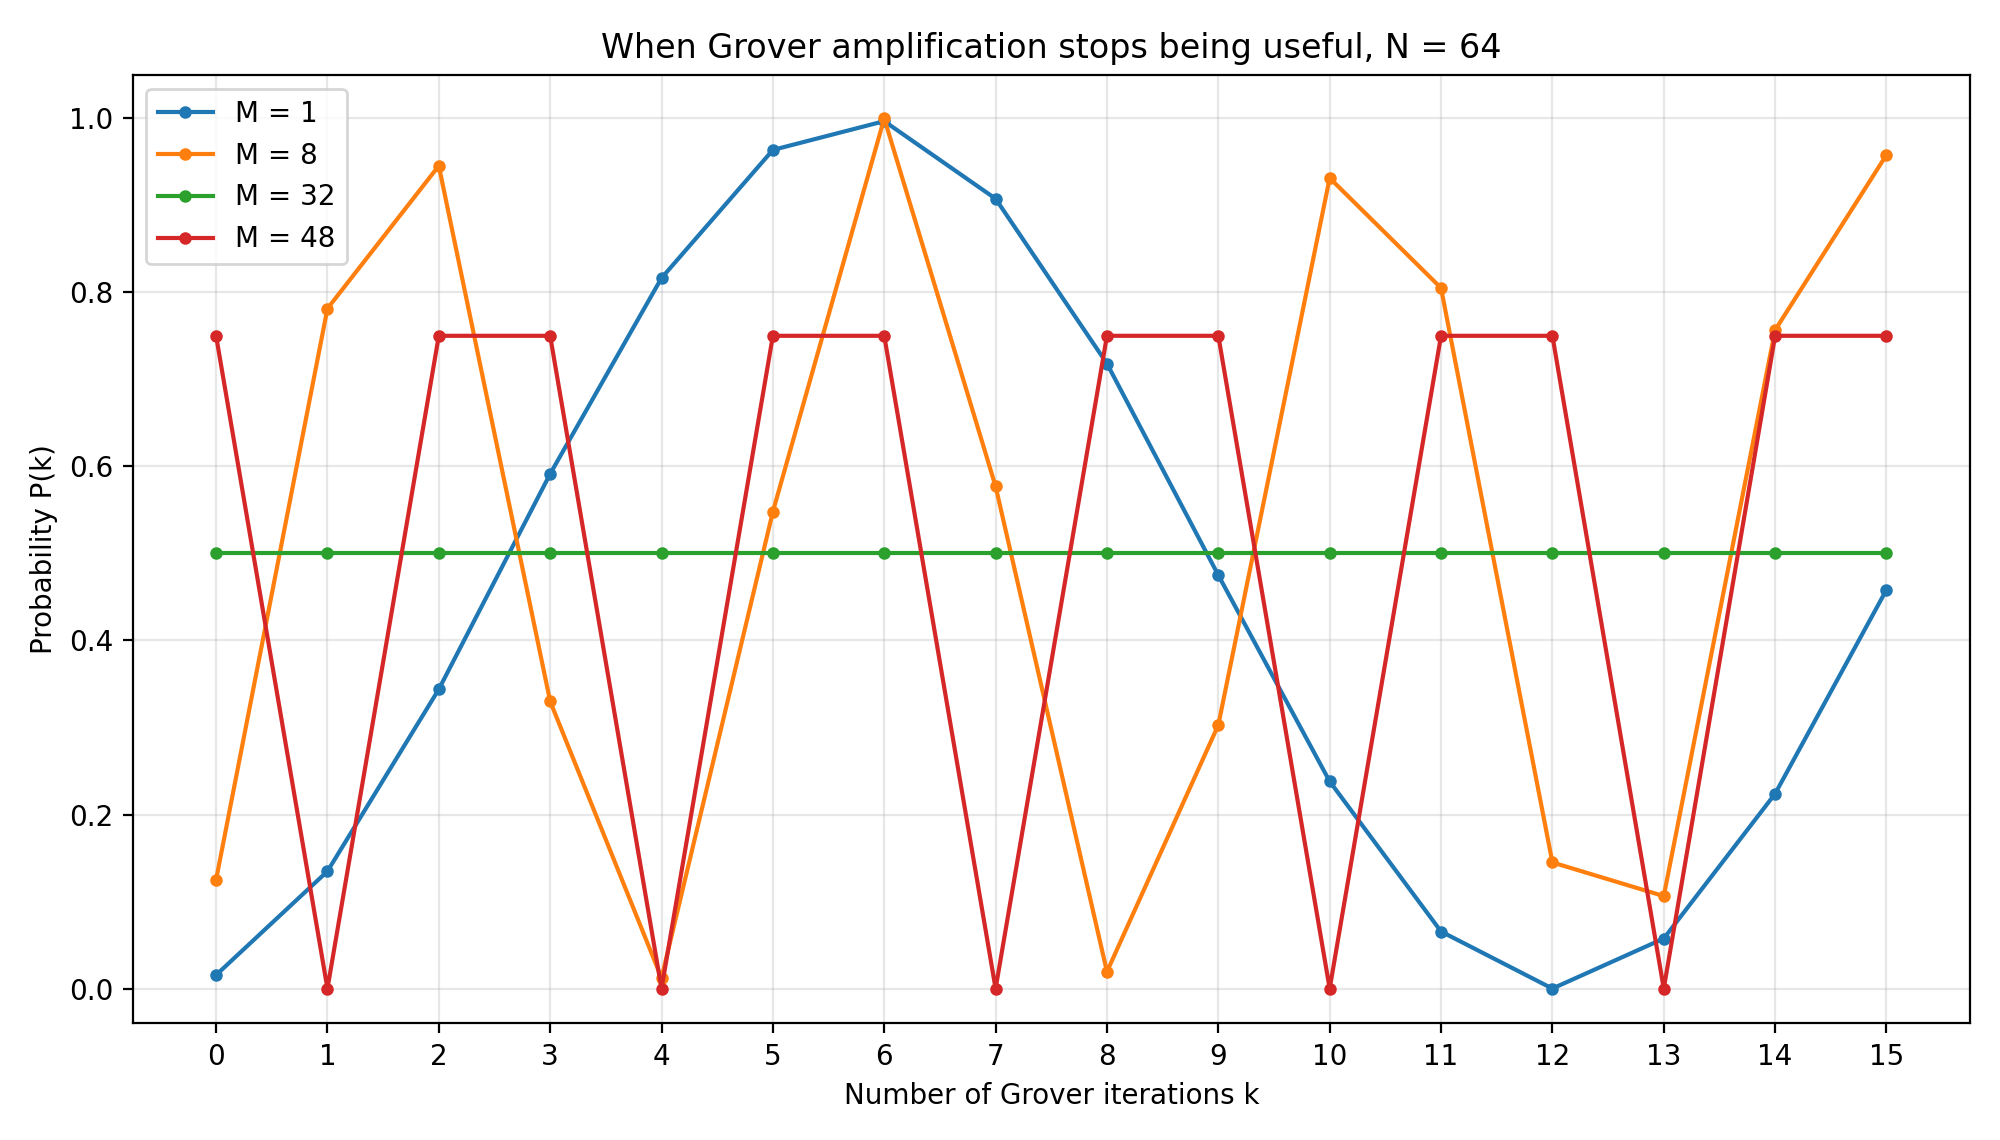 When Grover amplification stops being useful, N = 64
M = 1
M = 8
M = 32
M = 48
Probability P(k)
1.0
0.8
0.6
0.4
0.2
0.0
0 1 2 3 4 5 6 7 8 9 10 11 12 13 14 15
Number of Grover iterations k